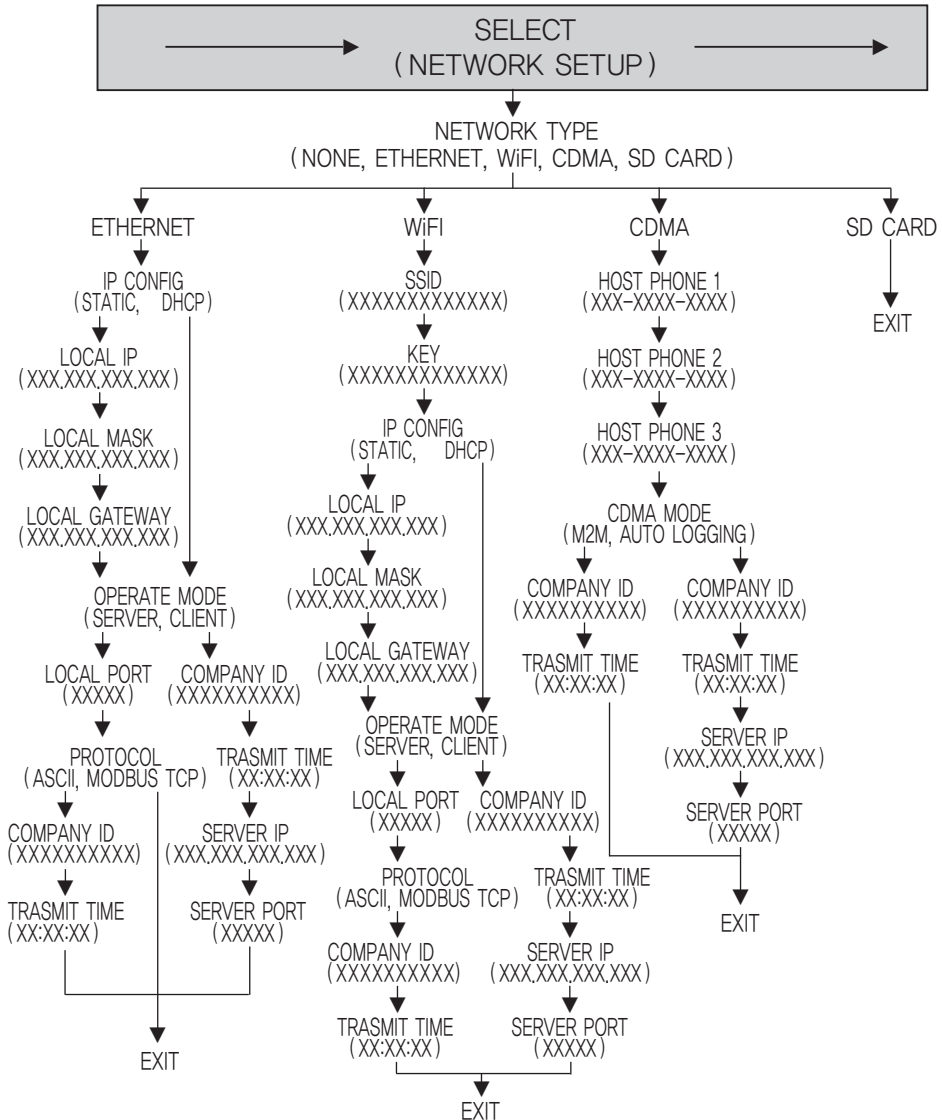 SELECT
(NETWORK SETUP)
NETWORK TYPE
(NONE, ETHERNET, WiFI, CDMA, SD CARD)
ETHERNET
IP CONFIG
(STATIC, DHCP)
LOCAL IP
(XXX.XXX.XXX.XXX)
LOCAL MASK
(XXX.XXX.XXX.XXX)
LOCAL GATEWAY
(XXX.XXX.XXX.XXX)
OPERATE MODE
(SERVER, CLIENT)
LOCAL PORT
(XXXXX)
PROTOCOL
(ASCII, MODBUS TCP)
COMPANY ID
(XXXXXXXXXX)
TRASMIT TIME
(XX:XX:XX)
COMPANY ID
(XXXXXXXXXX)
TRASMIT TIME
(XX:XX:XX)
SERVER IP
(XXX.XXX.XXX.XXX)
SERVER PORT
(XXXXX)
EXIT
WiFI
SSID
(XXXXXXXXXXXXX)
KEY
(XXXXXXXXXXXXX)
IP CONFIG
(STATIC, DHCP)
LOCAL IP
(XXX.XXX.XXX.XXX)
LOCAL MASK
(XXX.XXX.XXX.XXX)
LOCAL GATEWAY
(XXX.XXX.XXX.XXX)
OPERATE MODE
(SERVER, CLIENT)
LOCAL PORT
(XXXXX)
PROTOCOL
(ASCII, MODBUS TCP)
COMPANY ID
(XXXXXXXXXX)
TRASMIT TIME
(XX:XX:XX)
COMPANY ID
(XXXXXXXXXX)
TRASMIT TIME
(XX:XX:XX)
SERVER IP
(XXX.XXX.XXX.XXX)
SERVER PORT
(XXXXX)
EXIT
CDMA
HOST PHONE 1
(XXX-XXXX-XXXX)
HOST PHONE 2
(XXX-XXXX-XXXX)
HOST PHONE 3
(XXX-XXXX-XXXX)
CDMA MODE
(M2M, AUTO LOGGING)
COMPANY ID
(XXXXXXXXXX)
TRASMIT TIME
(XX:XX:XX)
COMPANY ID
(XXXXXXXXXX)
TRASMIT TIME
(XX:XX:XX)
SERVER IP
(XXX.XXX.XXX.XXX)
SERVER PORT
(XXXXX)
EXIT
SD CARD
EXIT